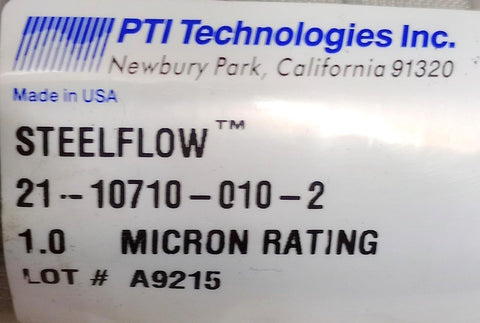 PTI Technologies Inc.
Newbury Park, California 91320
Made in USA
STEELFLOW™
21--10710-010-2
1.0 MICRON RATING
LOT # A9215